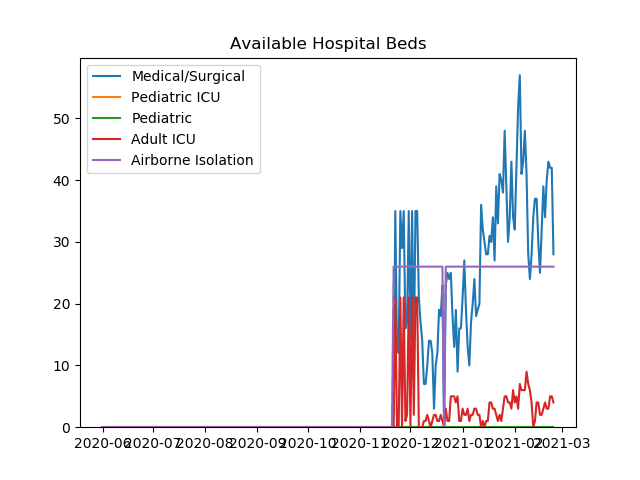 Available Hospital Beds
Medical/Surgical
Pediatric ICU
Pediatric
Adult ICU
Airborne Isolation
50
40
30
20
10
0
2020-06 2020-07 2020-08 2020-09 2020-10 2020-11 2020-12 2021-01 2021-02 2021-03